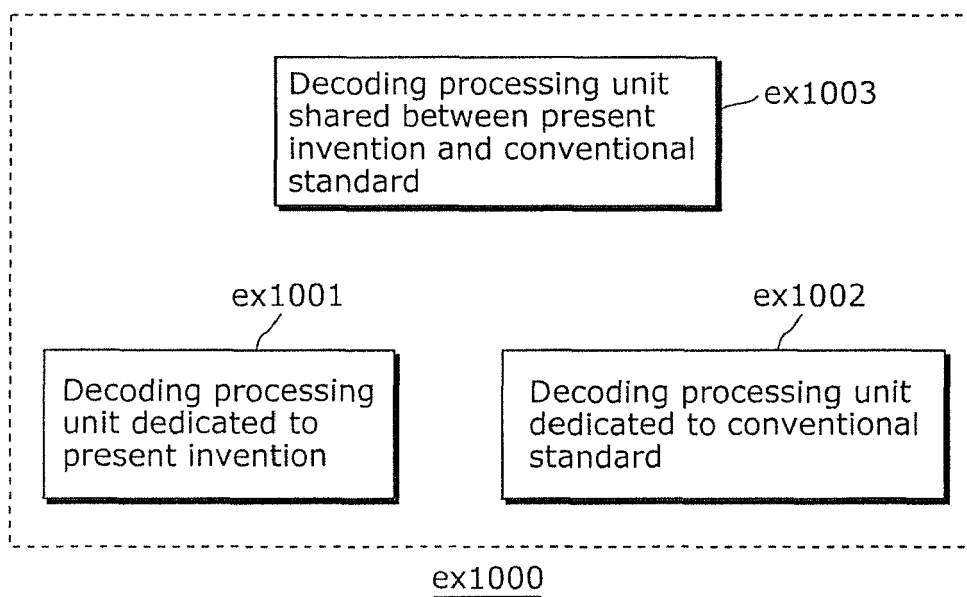 Decoding processing unit
shared between present
invention and conventional
standard
ex1003
ex1001
Decoding processing
unit dedicated to
present invention
ex1002
Decoding processing unit
dedicated to conventional
standard
ex1000